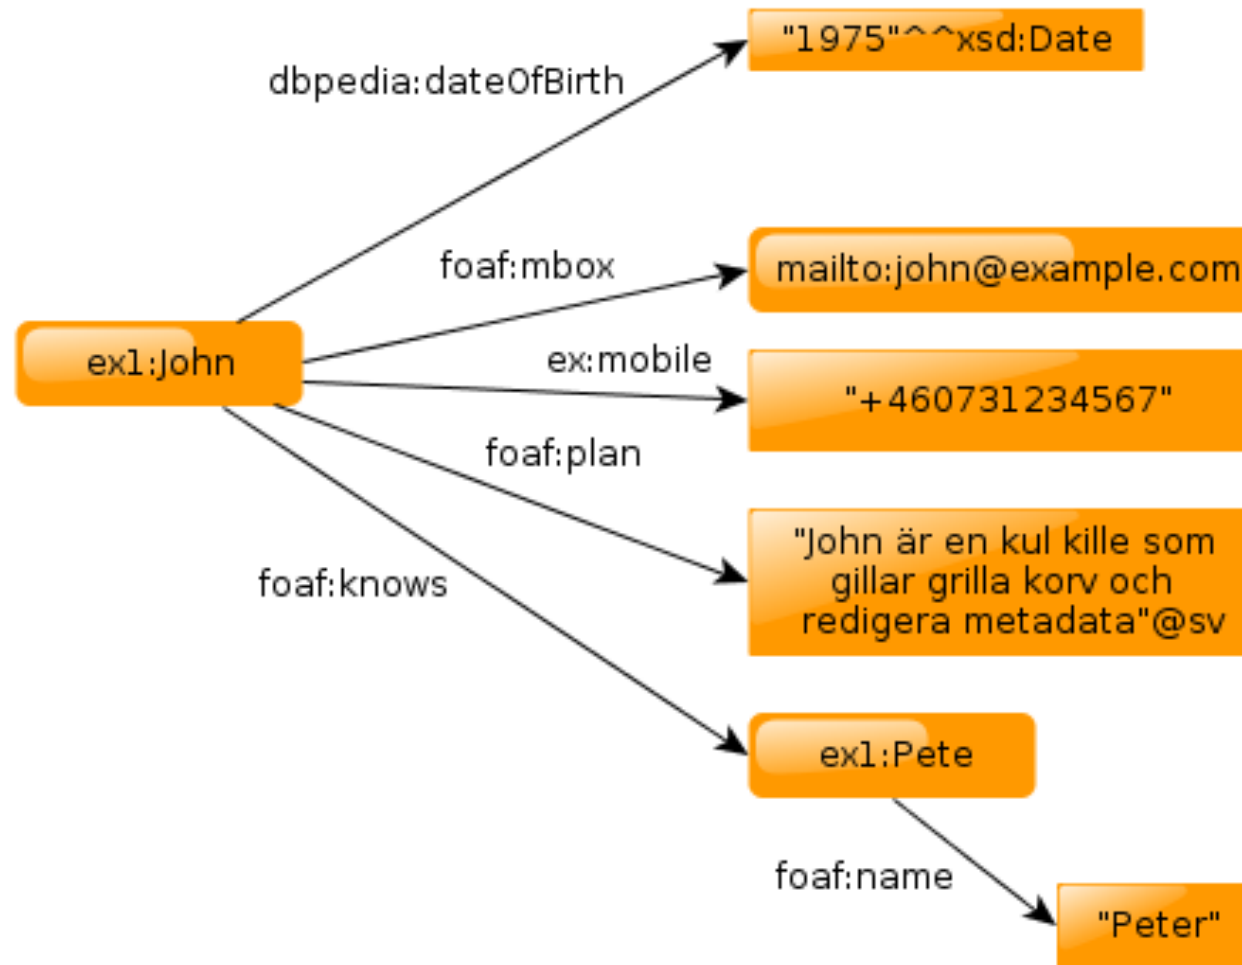 "1975"^^xsd:Date
dbpedia:dateOfBirth
foaf:mbox
mailto:john@example.com
ex1:John
ex:mobile
"+460731234567"
foaf:plan
"John är en kul kille som
gillar grilla korv och
redigera metadata"@sv
foaf:knows
ex1:Pete
foaf:name
"Peter"